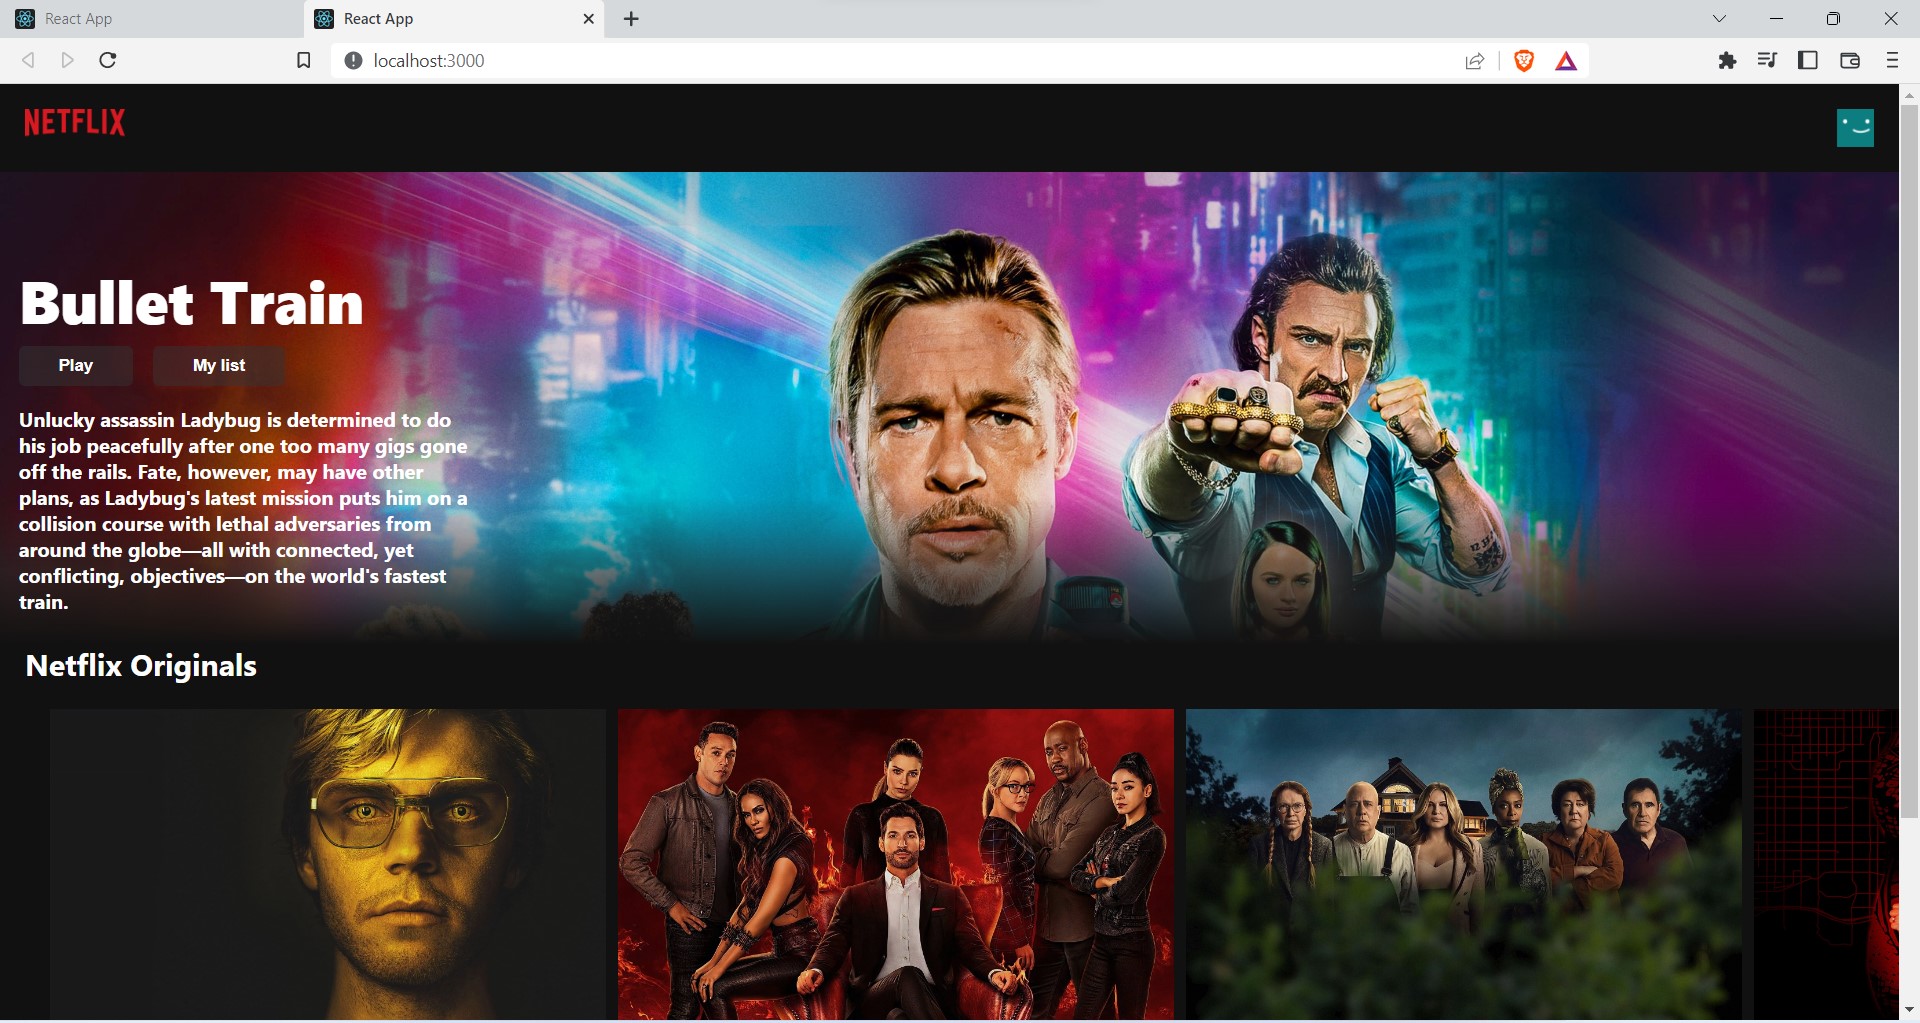 React App
React App
localhost:3000
NETFLIX
Bullet Train
Play
My list
Unlucky assassin Ladybug is determined to do
his job peacefully after one too many gigs gone
off the rails. Fate, however, may have other
plans, as Ladybug's latest mission puts him on a
collision course with lethal adversaries from
around the globe—all with connected, yet
conflicting, objectives—on the world's fastest
train.
Netflix Originals